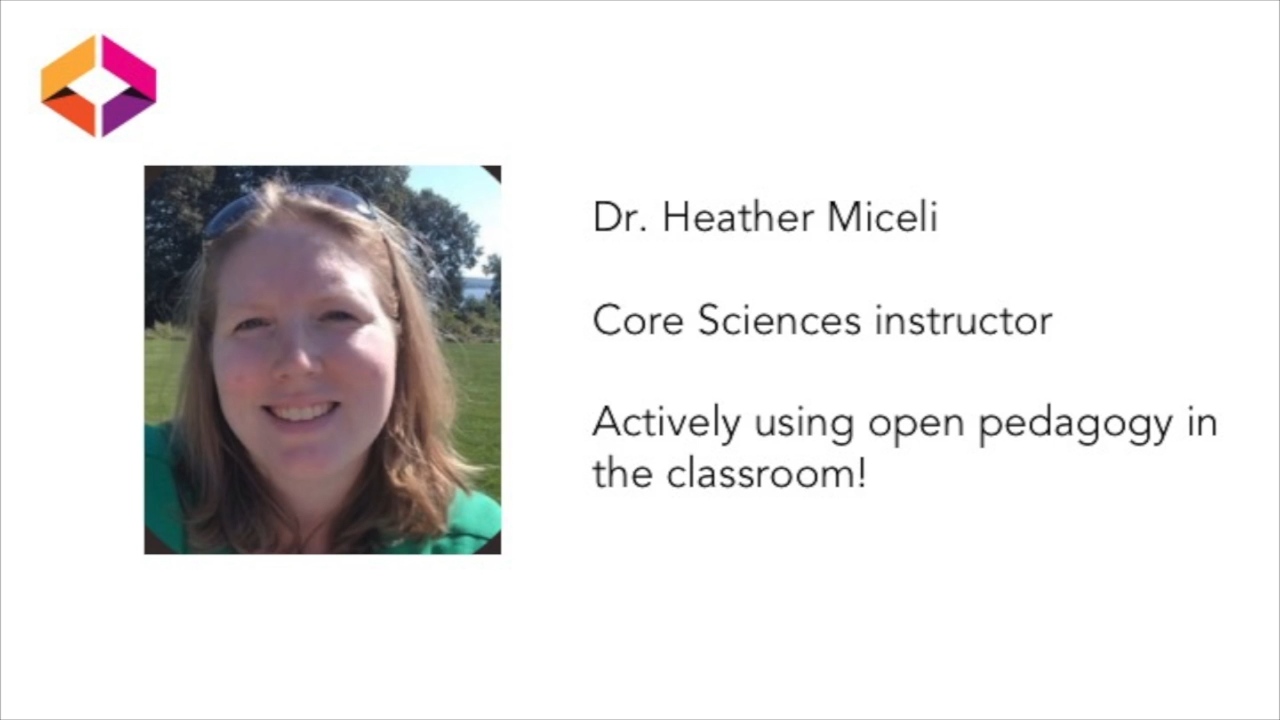 Dr. Heather Miceli
Core Sciences instructor
Actively using open pedagogy in
the classroom!